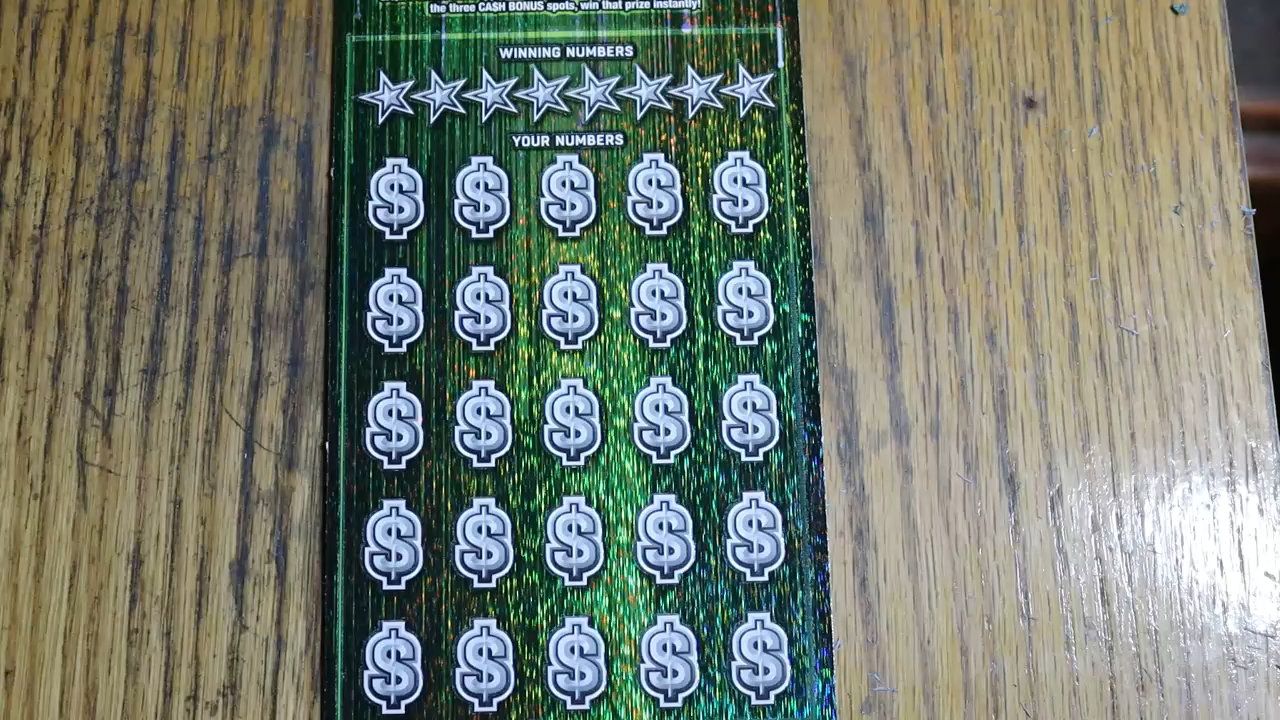 the three CASH BONUS spots, win that prize instantly!
WINNING NUMBERS
YOUR NUMBERS
$ $ $ $ $
$ $ $ $ $
$ $ $ $ $
$ $ $ $ $
$ $ $ $ $